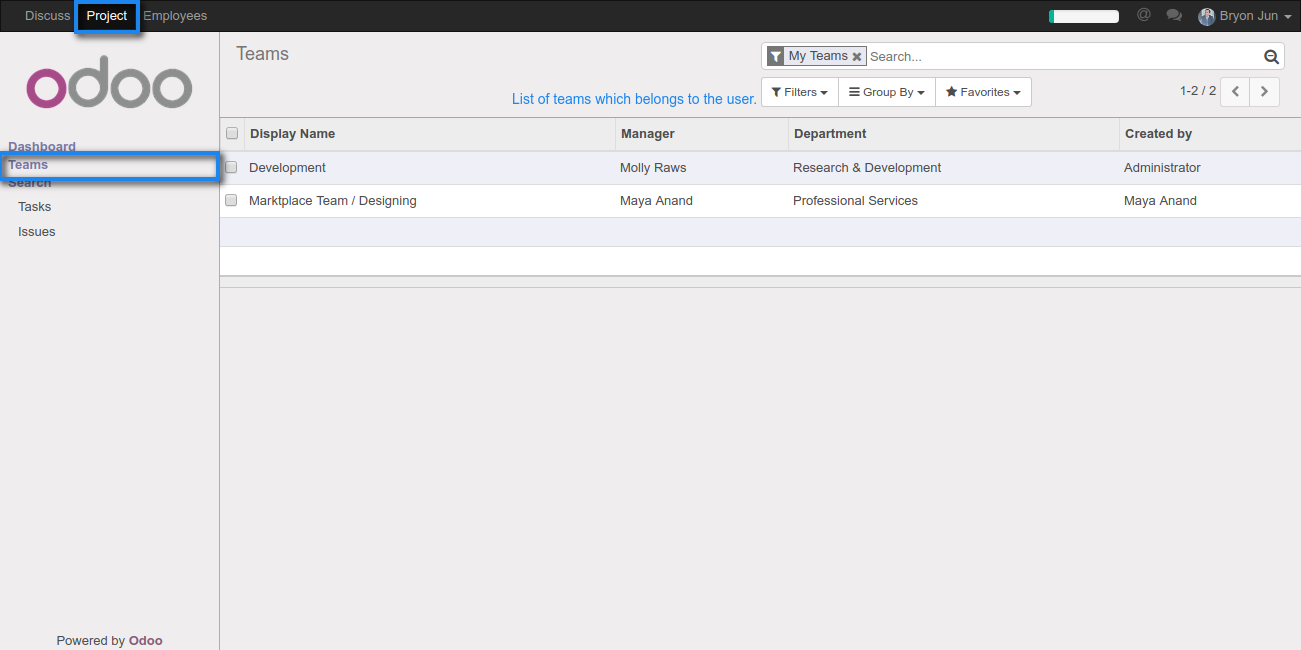 Discuss Project Employees @ Bryon Jun
odoo
Teams
My Teams Search...
List of teams which belongs to the user.
Filters Group By Favorites 1-2 / 2
Dashboard
Teams
Search
Tasks
Issues
Display Name Manager Department Created by
Development Molly Raws Research & Development Administrator
Marktplace Team / Designing Maya Anand Professional Services Maya Anand
Powered by Odoo